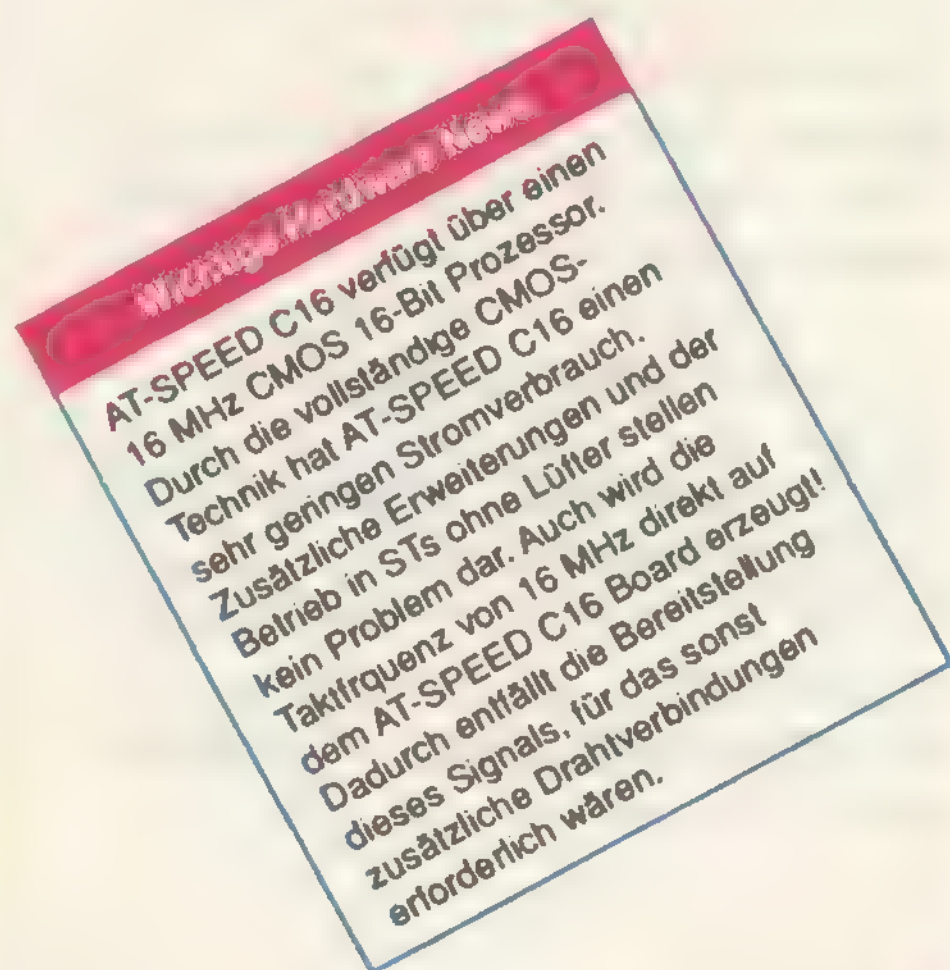 Wichtige Hardware News
AT-SPEED C16 verfügt über einen
16 MHz CMOS 16-Bit Prozessor.
Durch die vollständige CMOS-
Technik hat AT-SPEED C16 einen
sehr geringen Stromverbrauch.
Zusätzliche Erweiterungen und der
Betrieb in STs ohne Lüfter stellen
kein Problem dar. Auch wird die
Taktfrquenz von 16 MHz direkt auf
dem AT-SPEED C16 Board erzeugt!
Dadurch entfällt die Bereitstellung
dieses Signals, für das sonst
zusätzliche Drahtverbindungen
erforderlich wären.